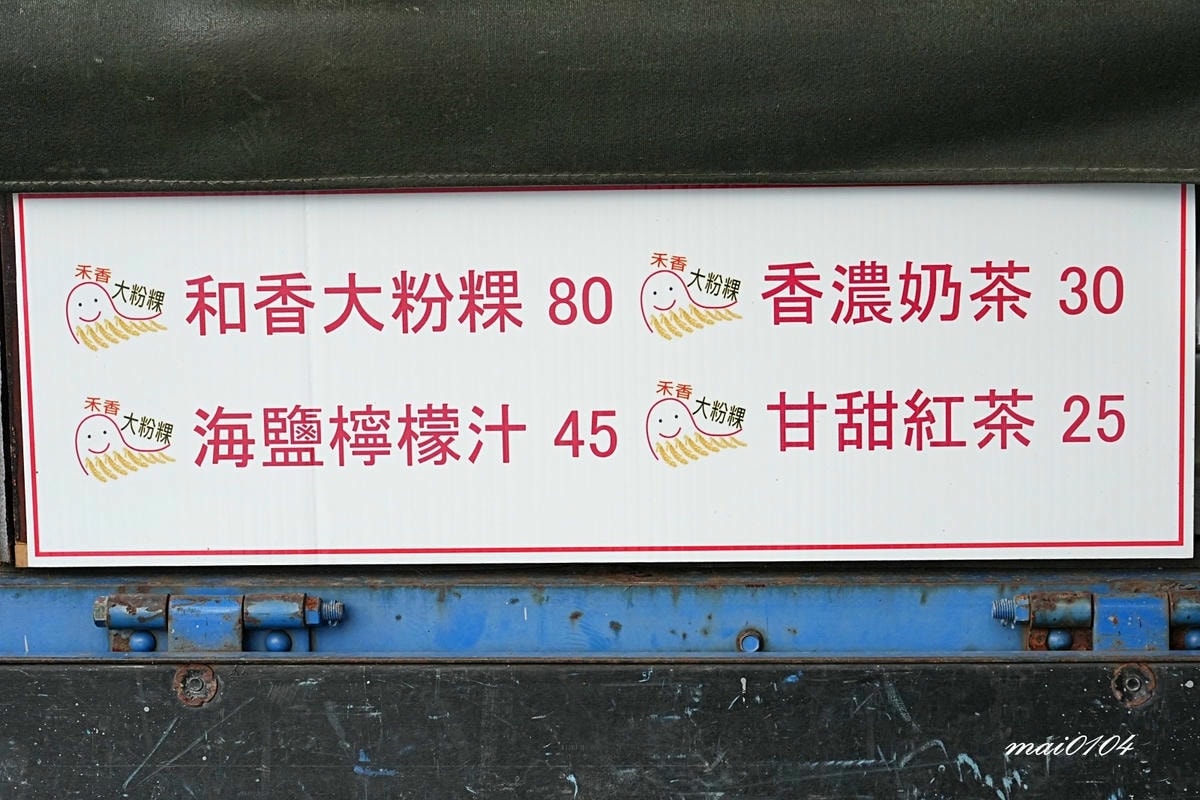 禾香
大粉粿
和香大粉粿 80
禾香
大粉粿
香濃奶茶 30
禾香
大粉粿
海鹽檸檬汁 45
禾香
大粉粿
甘甜紅茶 25
mai0104